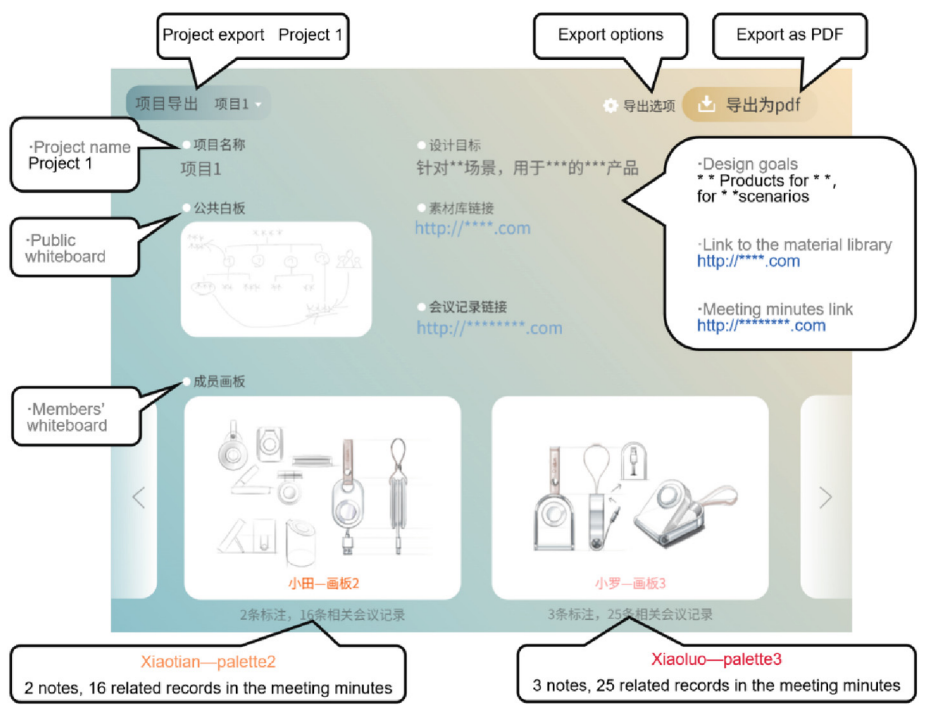 Project export Project 1
Export options
Export as PDF
项目导出 项目1
导出选项
导出为pdf
·Project name
Project 1
项目名称
项目1
设计目标
针对**场景，用于***的***产品
·Design goals
* * Products for * *,
for * *scenarios
·Public
whiteboard
公共白板
素材库链接
http://****.com
·Link to the material library
http://****.com
会议记录链接
http://********.com
·Meeting minutes link
http://********.com
·Members'
whiteboard
成员画板
小田—画板2
小罗—画板3
2条标注，16条相关会议记录
3条标注，25条相关会议记录
Xiaotian—palette2
2 notes, 16 related records in the meeting minutes
Xiaoluo—palette3
3 notes, 25 related records in the meeting minutes